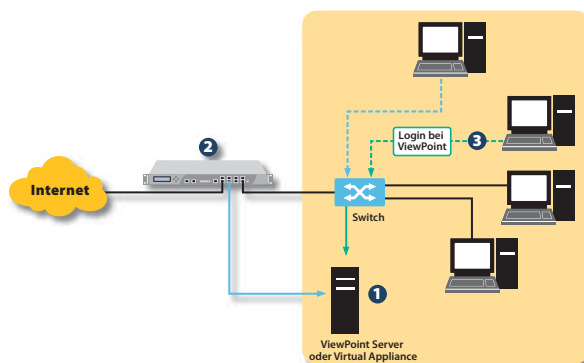 2
Login bei
ViewPoint
3
Internet
Switch
1
ViewPoint Server
oder Virtual Appliance